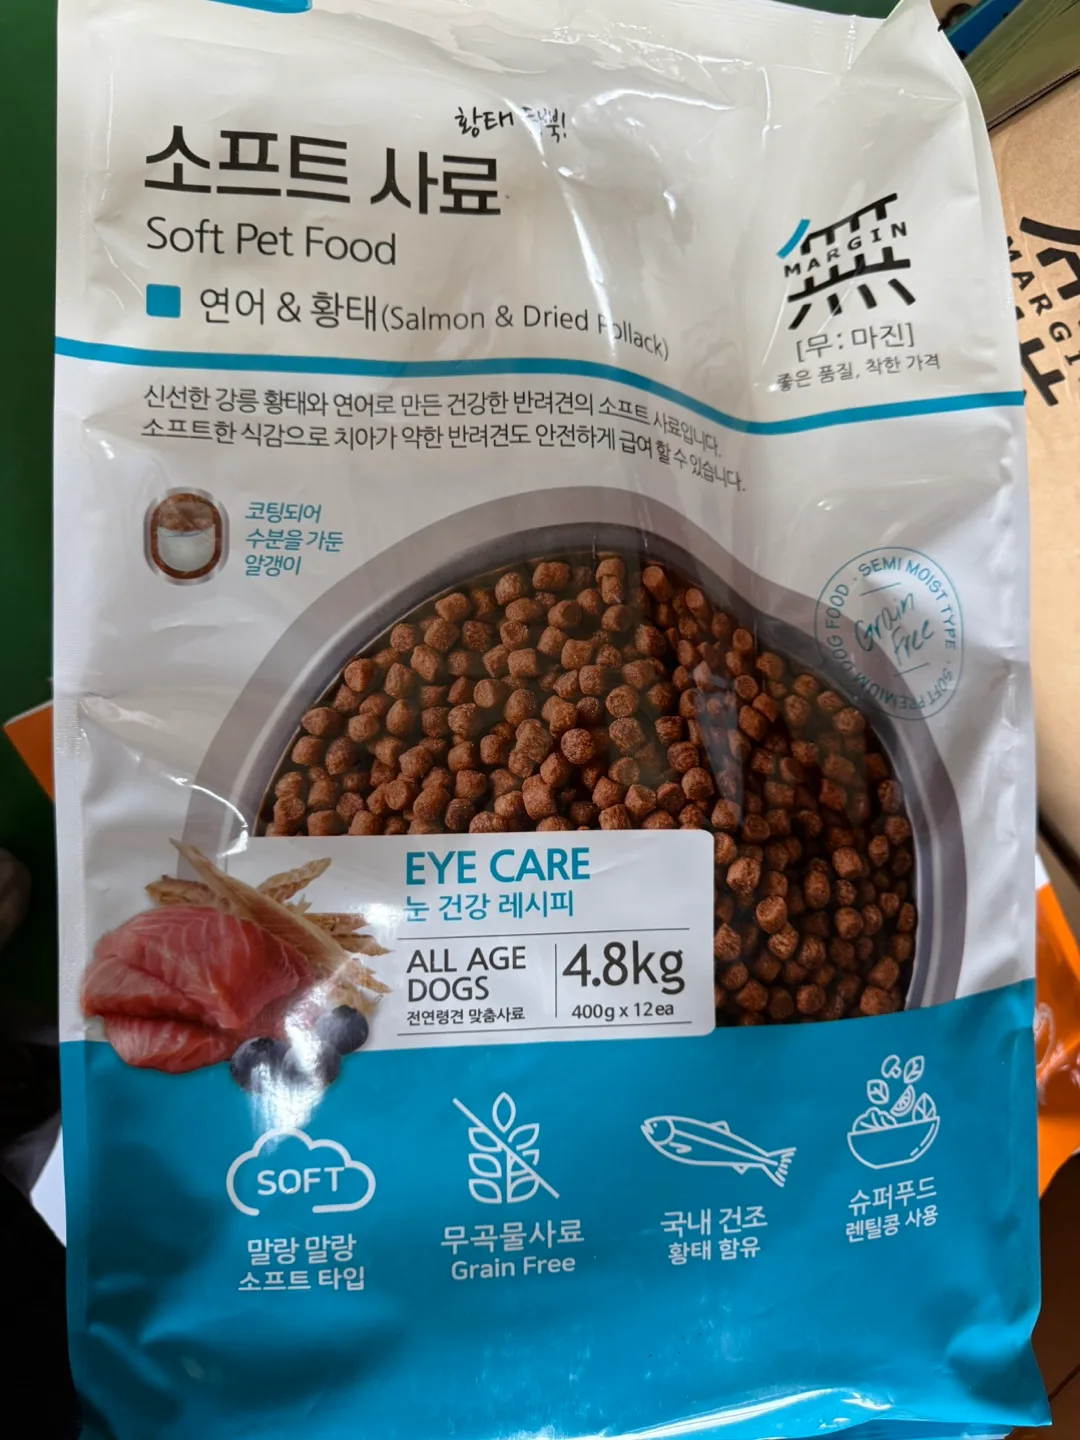 황태 듬뿍!
소프트 사료
Soft Pet Food
연어 & 황태(Salmon & Dried Pollack)
MARGIN
無
[무:마진]
좋은 품질, 착한 가격
신선한 강릉 황태와 연어로 만든 건강한 반려견의 소프트 사료입니다.
소프트한 식감으로 치아가 약한 반려견도 안전하게 급여 할 수 있습니다.
코팅되어
수분을 가둔
알갱이
SEMI MOIST TYPE · SOFT PREMIUM DOG FOOD ·
Grain
Free
EYE CARE
눈 건강 레시피
ALL AGE
DOGS
전연령견 맞춤사료
4.8kg
400g x 12ea
SOFT
말랑 말랑
소프트 타입
무곡물사료
Grain Free
국내 건조
황태 함유
슈퍼푸드
렌틸콩 사용
MARGI